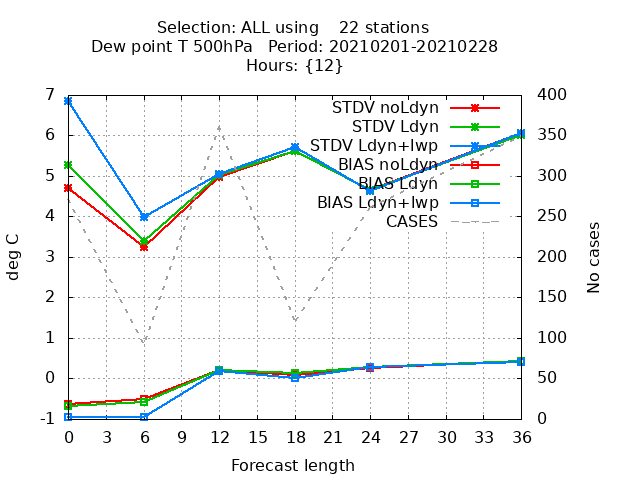 Selection: ALL using    22 stations
Dew point T 500hPa   Period: 20210201-20210228
Hours: {12}
7
6
5
4
3
2
1
0
-1
400
350
300
250
200
150
100
50
0
STDV noLdyn
STDV Ldyn
STDV Ldyn+lwp
BIAS noLdyn
BIAS Ldyn
BIAS Ldyn+lwp
CASES
deg C
No cases
0 3 6 9 12 15 18 21 24 27 30 33 36
Forecast length